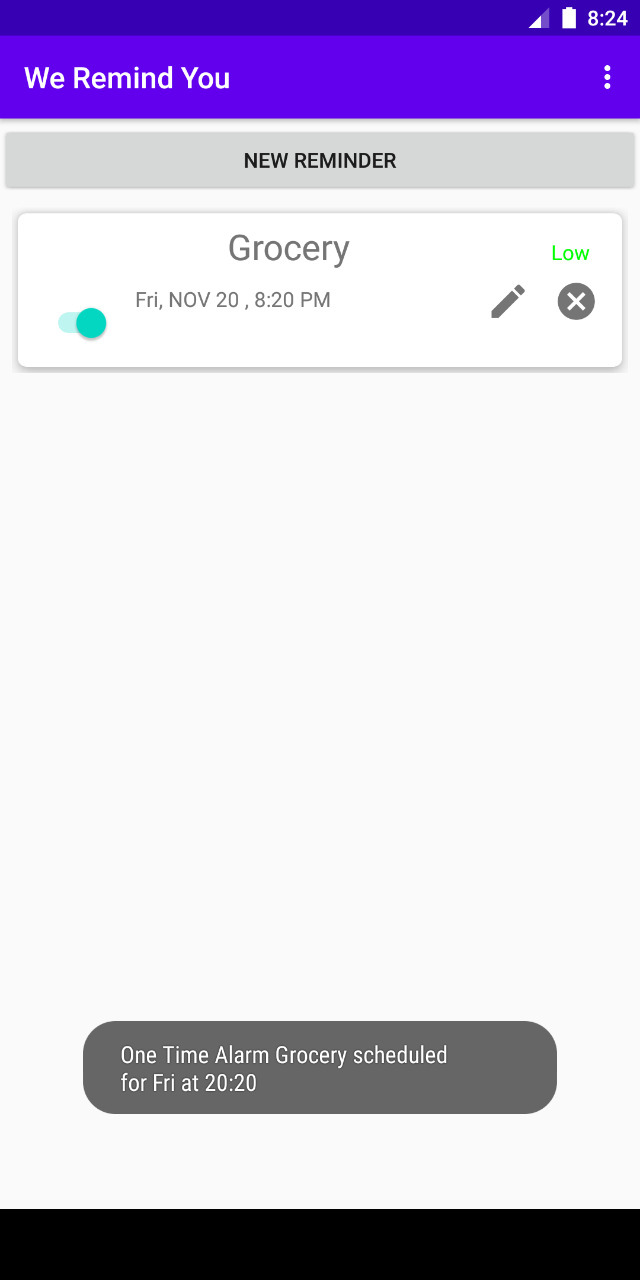 8:24
We Remind You
NEW REMINDER
Grocery
Low
Fri, NOV 20 , 8:20 PM
One Time Alarm Grocery scheduled
for Fri at 20:20